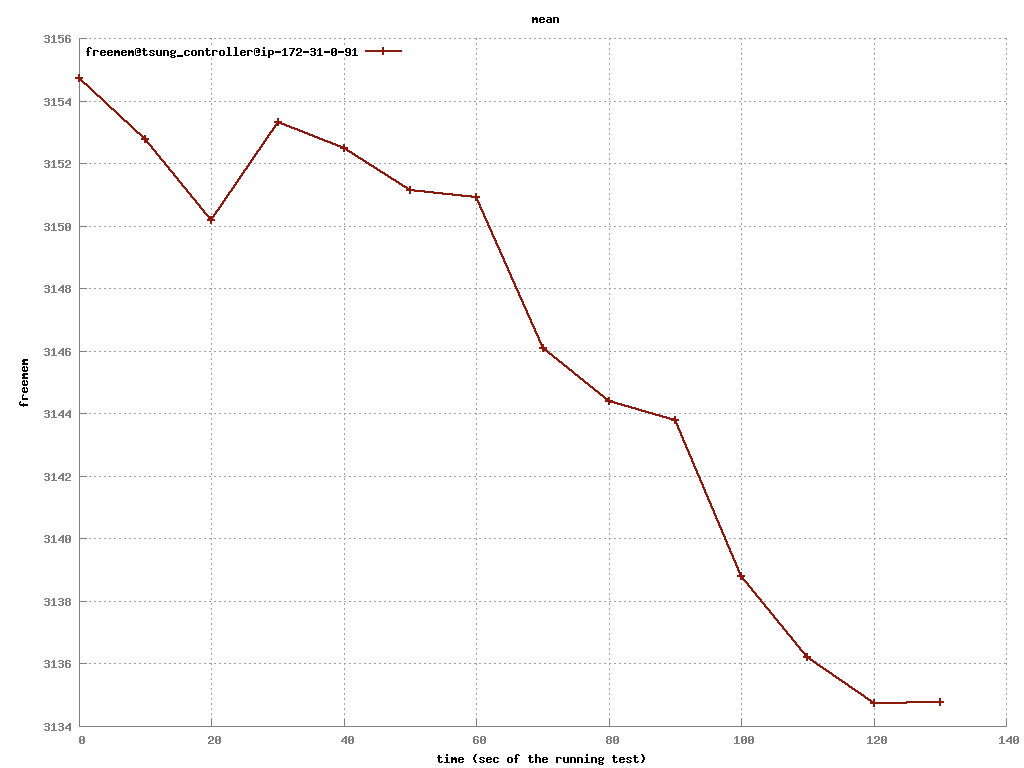 mean
3156
freemem@tsung_controller@ip-172-31-0-91
3154
3152
3150
3148
3146
3144
3142
3140
3138
3136
3134
freemem
0 20 40 60 80 100 120 140
time (sec of the running test)